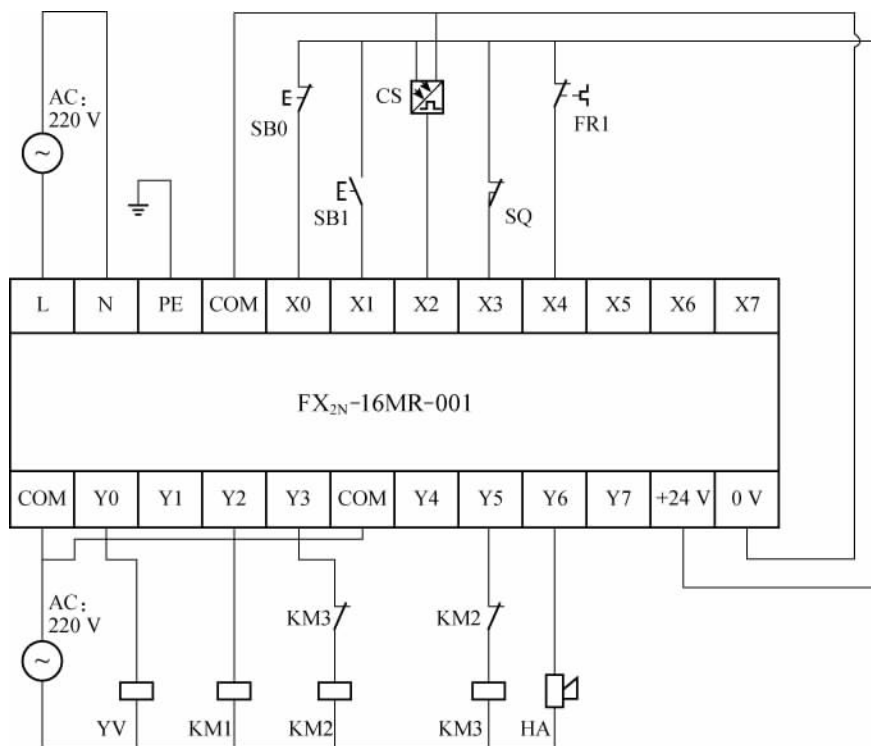 AC：
220 V
SB0
SB1
CS
SQ
FR1
L N PE COM X0 X1 X2 X3 X4 X5 X6 X7
FX2N-16MR-001
COM Y0 Y1 Y2 Y3 COM Y4 Y5 Y6 Y7 +24 V 0 V
AC：
220 V
KM3
KM2
YV KM1 KM2 KM3 HA